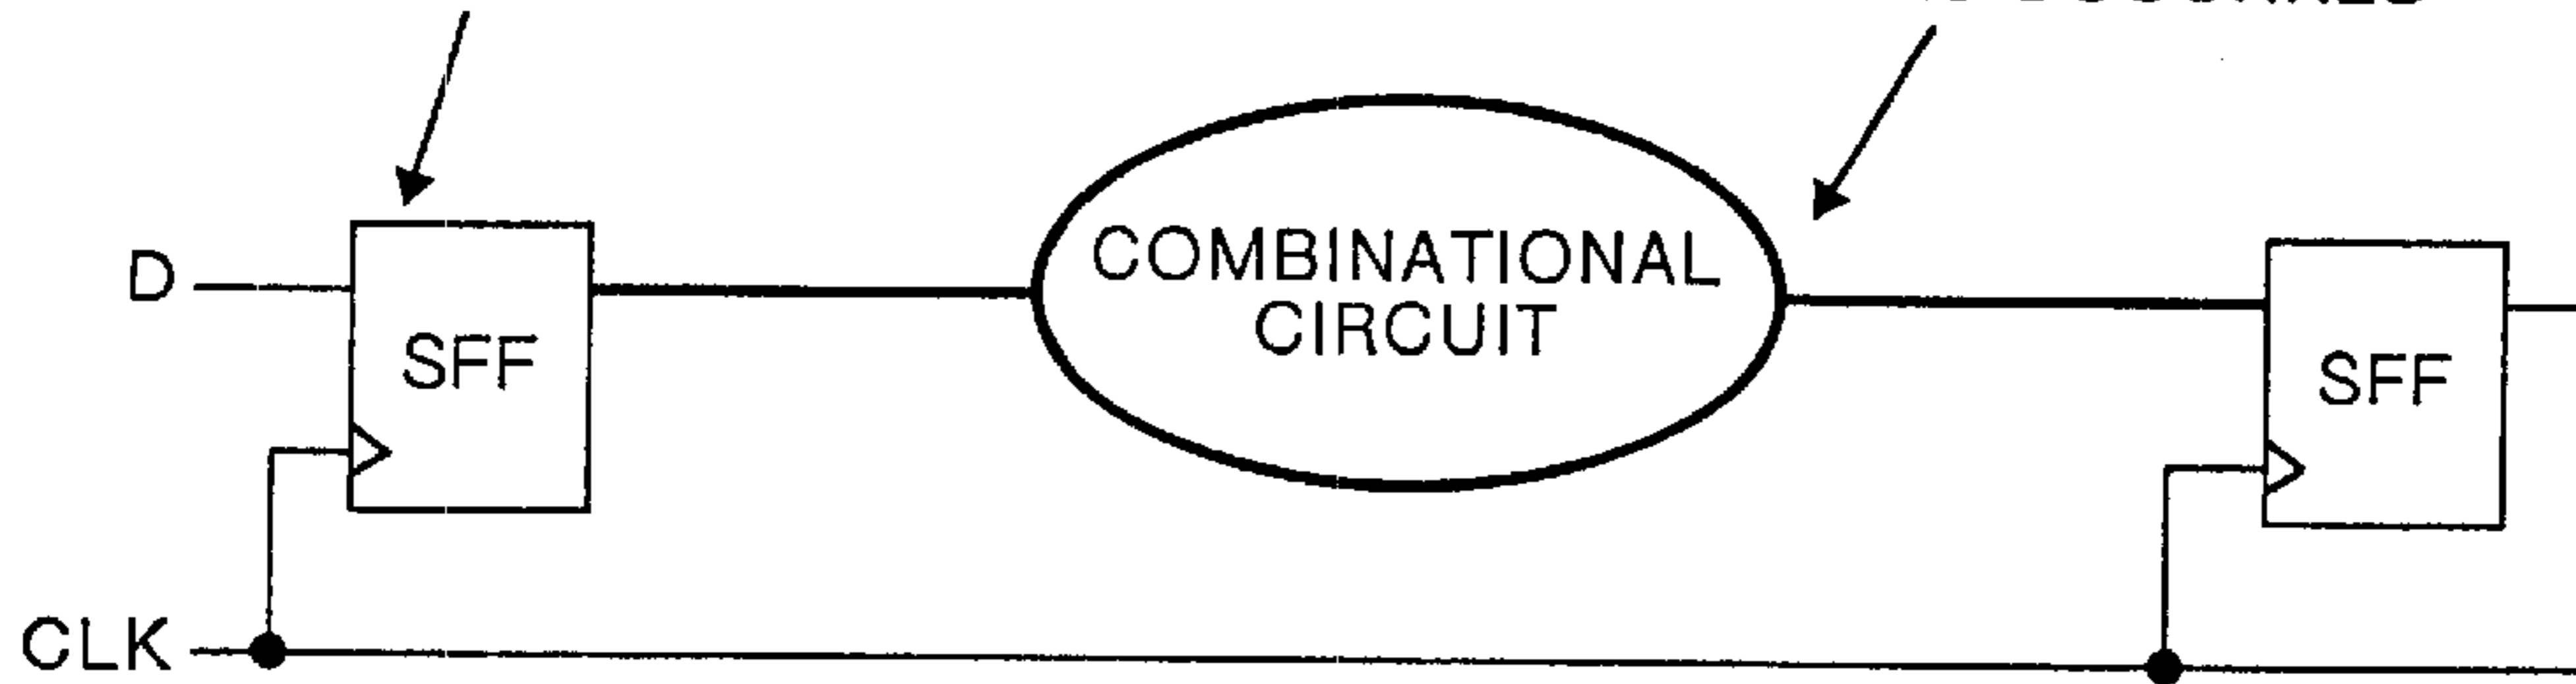 D
SFF
COMBINATIONAL
CIRCUIT
SFF
CLK